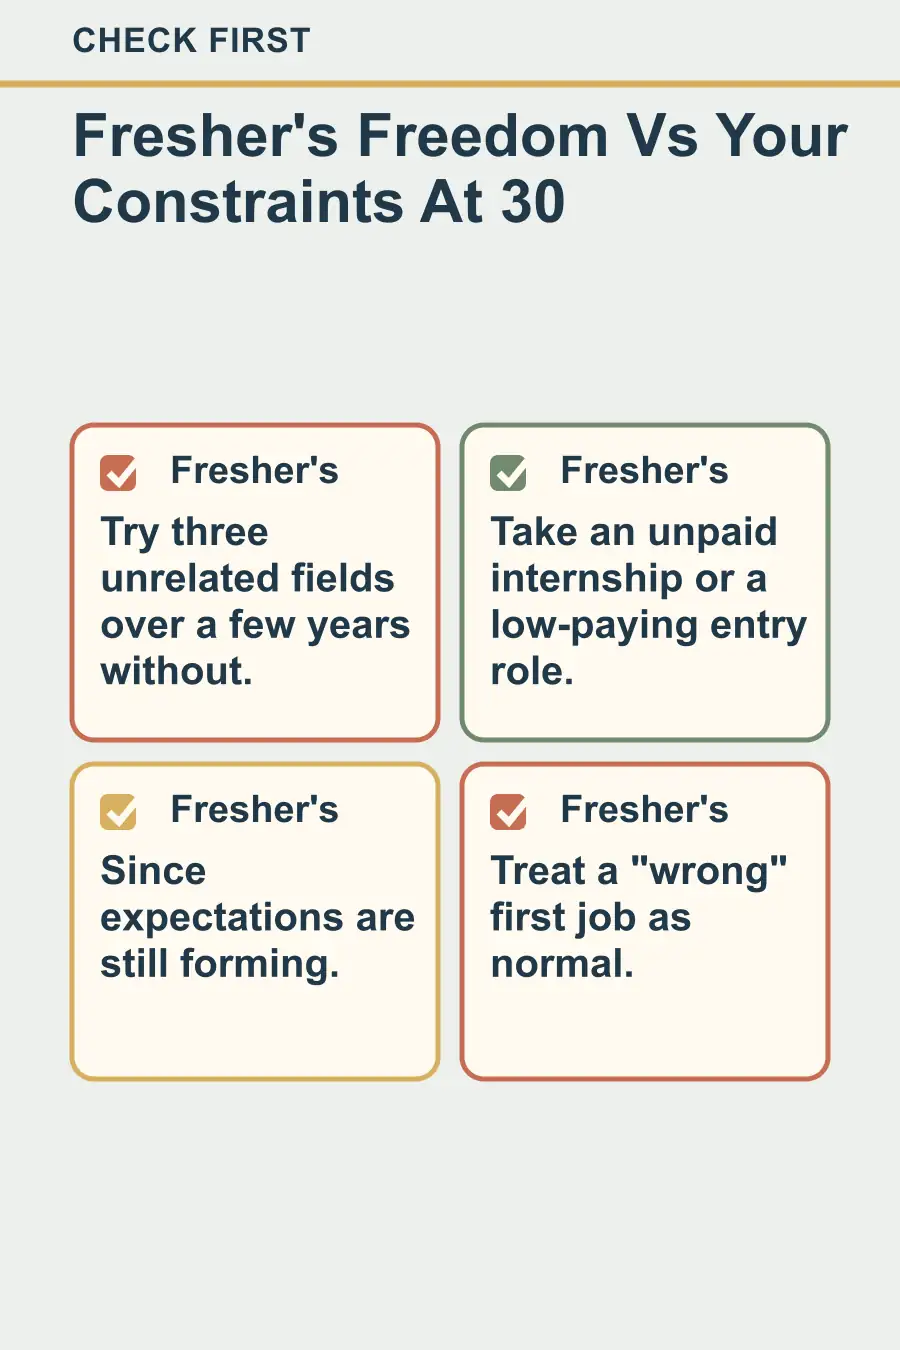 CHECK FIRST
Fresher's Freedom Vs Your
Constraints At 30
Fresher's
Try three
unrelated fields
over a few years
without.
Fresher's
Take an unpaid
internship or a
low-paying entry
role.
Fresher's
Since
expectations are
still forming.
Fresher's
Treat a "wrong"
first job as
normal.